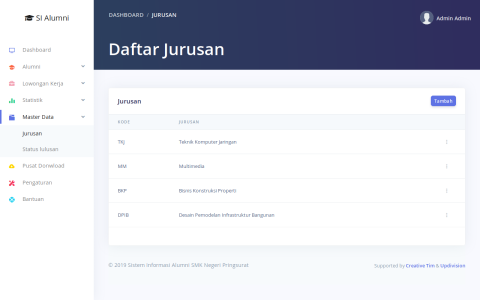 SI Alumni
Dashboard
Alumni
Lowongan Kerja
Statistik
Master Data
Jurusan
Status lulusan
Pusat Donwload
Pengaturan
Bantuan
DASHBOARD / JURUSAN
Admin Admin
Daftar Jurusan
Jurusan
Tambah
KODE JURUSAN
TKJ Teknik Komputer Jaringan
MM Multimedia
BKP Bisnis Konstruksi Properti
DPIB Desain Pemodelan Infrastruktur Bangunan
© 2019 Sistem Informasi Alumni SMK Negeri Pringsurat
Supported by Creative Tim & Updivision